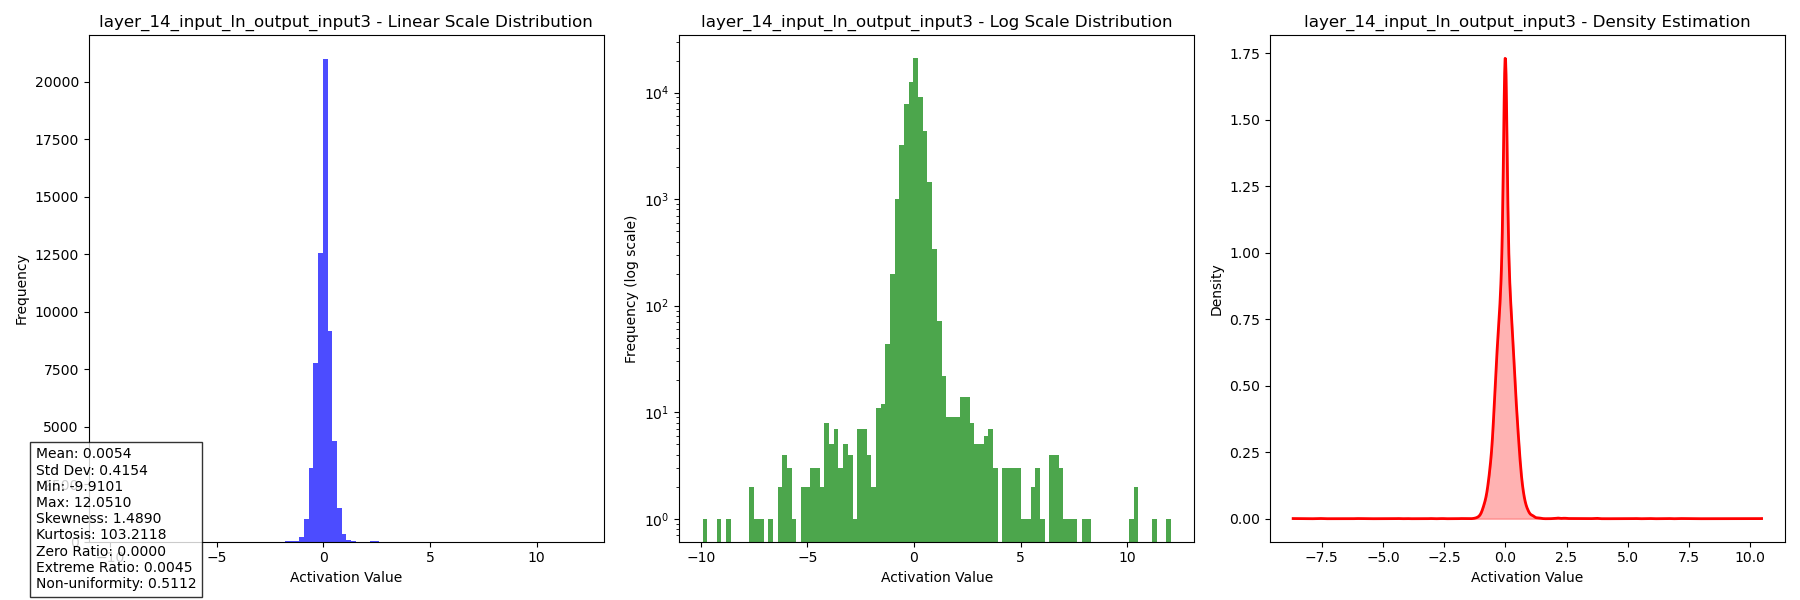 layer_14_input_ln_output_input3 - Linear Scale Distribution
20000
17500
15000
12500
10000
7500
5000
Frequency
−5
0
5
10
Activation Value
Mean: 0.0054
Std Dev: 0.4154
Min: -9.9101
Max: 12.0510
Skewness: 1.4890
Kurtosis: 103.2118
Zero Ratio: 0.0000
Extreme Ratio: 0.0045
Non-uniformity: 0.5112
layer_14_input_ln_output_input3 - Log Scale Distribution
10⁴
10³
10²
10¹
10⁰
Frequency (log scale)
−10
−5
0
5
10
Activation Value
layer_14_input_ln_output_input3 - Density Estimation
1.75
1.50
1.25
1.00
0.75
0.50
0.25
0.00
Density
−7.5
−5.0
−2.5
0.0
2.5
5.0
7.5
10.0
Activation Value